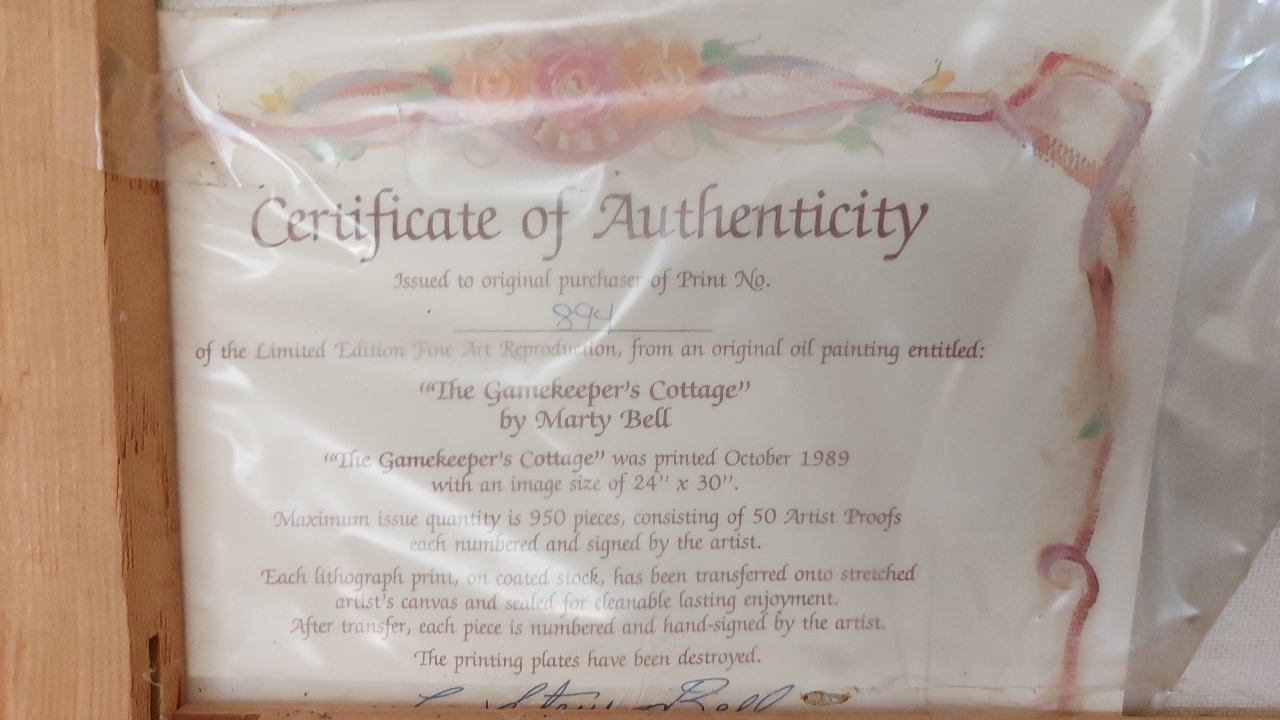 Certificate of Authenticity
Issued to original purchaser of Print No.
894
of the Limited Edition Fine Art Reproduction, from an original oil painting entitled:
“The Gamekeeper's Cottage”
by Marty Bell
“The Gamekeeper's Cottage” was printed October 1989
with an image size of 24” x 30”.
Maximum issue quantity is 950 pieces, consisting of 50 Artist Proofs
each numbered and signed by the artist.
Each lithograph print, on coated stock, has been transferred onto stretched
artist's canvas and sealed for cleanable lasting enjoyment.
After transfer, each piece is numbered and hand-signed by the artist.
The printing plates have been destroyed.